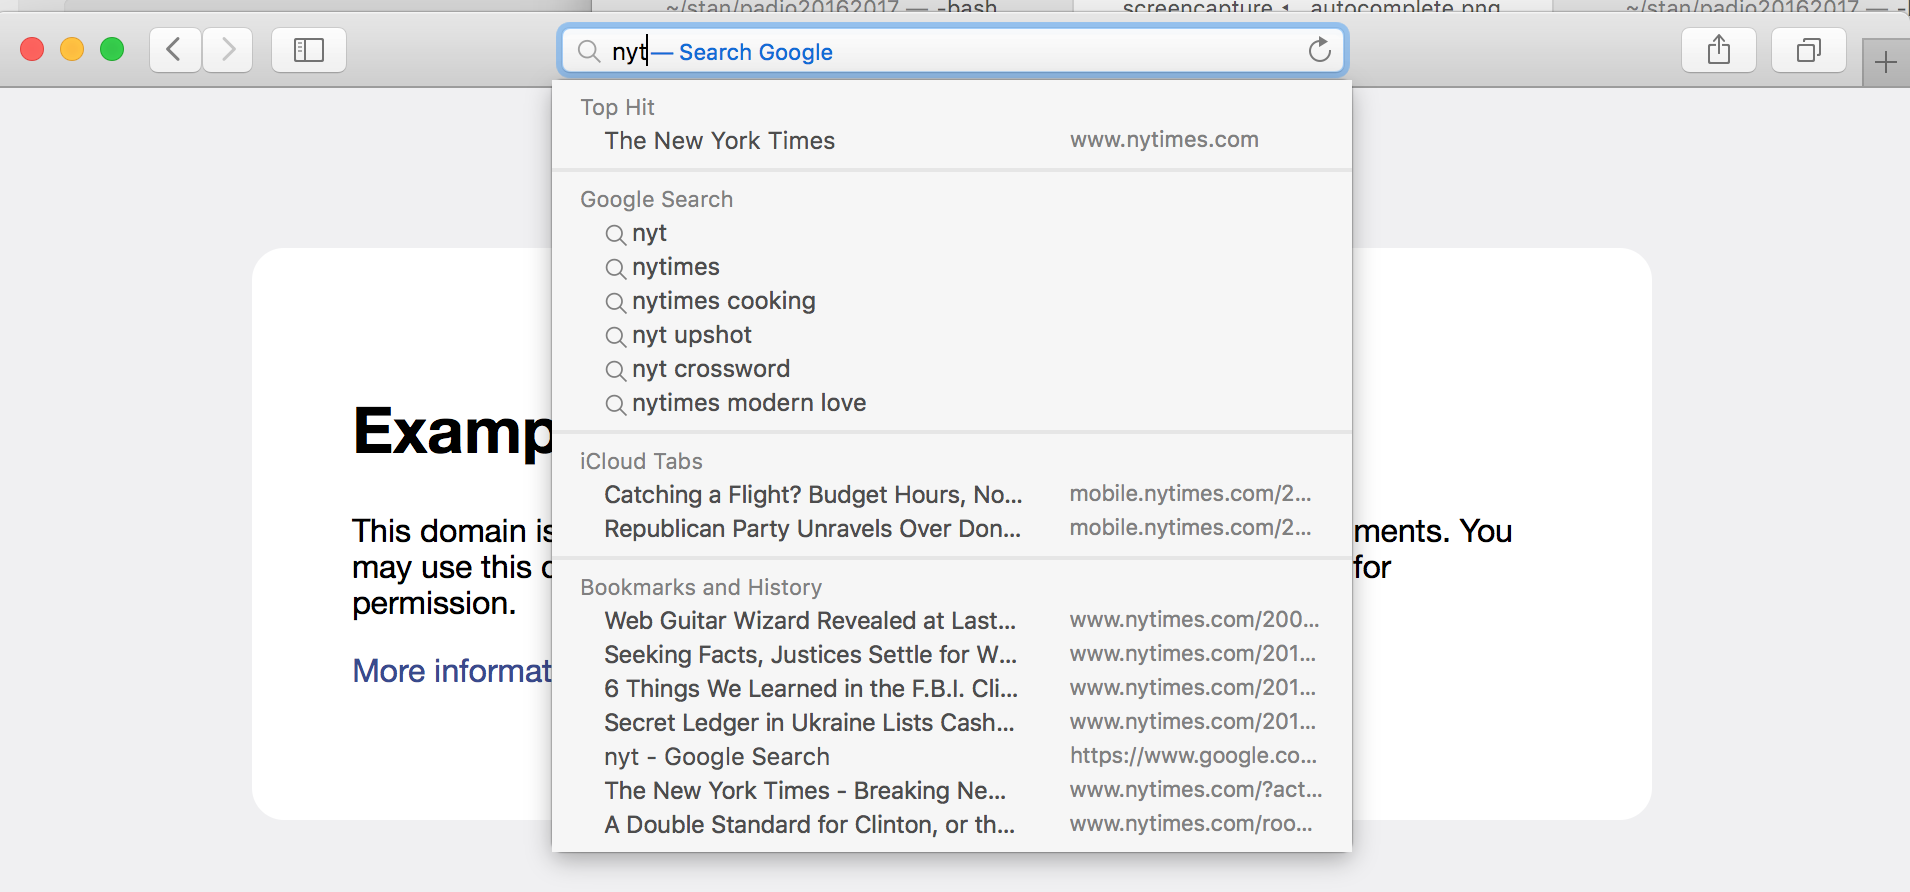 ~/stan/padio20162017 — -bash
screencapture • autocomplete.png
~/stan/padio20162017 — -
nyt — Search Google
Top Hit
The New York Times www.nytimes.com
Google Search
nyt
nytimes
nytimes cooking
nyt upshot
nyt crossword
nytimes modern love
iCloud Tabs
Catching a Flight? Budget Hours, No... mobile.nytimes.com/2...
Republican Party Unravels Over Don... mobile.nytimes.com/2...
Bookmarks and History
Web Guitar Wizard Revealed at Last... www.nytimes.com/200...
Seeking Facts, Justices Settle for W... www.nytimes.com/201...
6 Things We Learned in the F.B.I. Cli... www.nytimes.com/201...
Secret Ledger in Ukraine Lists Cash... www.nytimes.com/201...
nyt - Google Search https://www.google.co...
The New York Times - Breaking Ne... www.nytimes.com/?act...
A Double Standard for Clinton, or th... www.nytimes.com/roo...
Examp
This domain is ments. You
may use this for
permission.
More informat